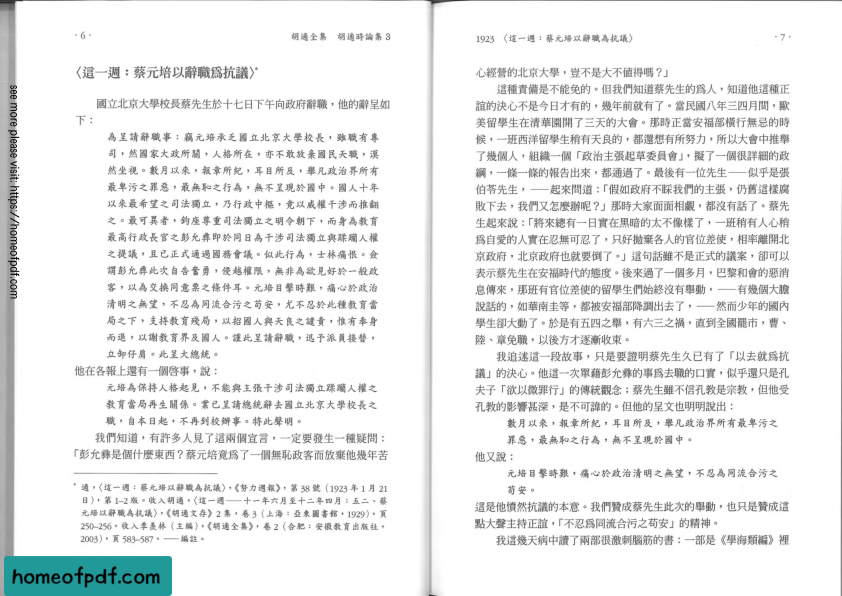 · 6 ·
胡適全集 胡適時論集 3
〈這一週：蔡元培以辭職爲抗議〉*
國立北京大學校長蔡先生於十七日下午向政府辭職，他的辭呈如
下：
為呈請辭職事：竊元培承乏國立北京大學校長，雖職有專
司，然國家大政所關，人格所在，亦不敢放棄國民天職，漠
然坐視。數月以來，報章所紀，耳目所及，舉凡政治界所有
最卑污之罪惡，最無恥之行為，無不呈現於國中。國人十年
以來最希望之司法獨立，乃行政中樞，竟以威權干涉而推翻
之。最可異者，鈞座尊重司法獨立之明令朝下，而身為教育
最高行政長官之彭允彝即於同日為干涉司法獨立與蹂躪人權
之提議，且已正式通過國務會議。似此行為，士林痛恨。僉
謂彭允彝此次自告奮勇，侵越權限，無非為欲見好於一般政
客，以為交換同意票之條件耳。元培目擊時艱，痛心於政治
清明之無望，不忍為同流合污之苟安，尤不忍於此種教育當
局之下，支持教育殘局，以招國人與天良之譴責，惟有奉身
而退，以謝教育界及國人。謹此呈請辭職，迅予派員接替，
立卸仔肩。此呈大總統。
他在各報上還有一個啓事，說：
元培為保持人格起見，不能與主張干涉司法獨立蹂躪人權之
教育當局再生關係。業已呈請總統辭去國立北京大學校長之
職，自本日起，不再到校辦事。特此聲明。
我們知道，有許多人見了這兩個宣言，一定要發生一種疑問：
「彭允彝是個什麼東西？蔡元培竟爲了一個無恥政客而放棄他幾年苦
* 適，〈這一週：蔡元培以辭職為抗議〉，《努力週報》，第 38 號（1923 年 1 月 21
日），第 1–2 版。收入胡適，〈這一週——十一年六月至十二年四月：五二、蔡
元培以辭職為抗議〉，《胡適文存》2 集，卷 3（上海：亞東圖書館，1929），頁
250–256。收入季羨林（主編），《胡適全集》，卷 2（合肥：安徽教育出版社，
2003），頁 583–587。——編註。
1923 〈這一週：蔡元培以辭職為抗議〉
· 7 ·
心經營的北京大學，豈不是大不值得嗎？」
這種責備是不能免的。但我們知道蔡先生的爲人，知道他這種正
誼的決心不是今日才有的，幾年前就有了。當民國八年三四月間，歐
美留學生在清華園開了三天的大會。那時正當安福部橫行無忌的時
候，一班西洋留學生稍有天良的，都還想有所努力，所以大會中推舉
了幾個人，組織一個「政治主張起草委員會」，擬了一個很詳細的政
綱，一條一條的報告出來，都通過了。最後有一位先生——似乎是張
伯苓先生，——起來問道：「假如政府不睬我們的主張，仍舊這樣腐
敗下去，我們又怎麼辦呢？」那時大家面面相覷，都沒有話了。蔡先
生起來說：「將來總有一日實在黑暗的太不像樣了，一班稍有人心稍
爲自愛的人實在忍無可忍了，只好拋棄各人的官位差使，相率離開北
京政府，北京政府也就要倒了。」這句話雖不是正式的議案，卻可以
表示蔡先生在安福時代的態度。後來過了一個多月，巴黎和會的惡消
息傳來，那班有官位差使的留學生們始終沒有舉動，——有幾個大膽
說話的，如華南圭等，都被安福部降調出去了，——然而少年的國內
學生卻大動了。於是有五四之舉，有六三之禍，直到全國罷市，曹、
陸、章免職，以後方才逐漸收束。
我追述這一段故事，只是要證明蔡先生久已有了「以去就爲抗
議」的決心。他這一次單藉彭允彝的事爲去職的口實，似乎還只是孔
夫子「欲以微罪行」的傳統觀念；蔡先生雖不信孔教是宗教，但他受
孔教的影響甚深，是不可諱的。但他的呈文也明明說出：
數月以來，報章所紀，耳目所及，舉凡政治界所有最卑污之
罪惡，最無恥之行為，無不呈現於國中。
他又說：
元培目擊時艱，痛心於政治清明之無望，不忍為同流合污之
苟安。
這是他憤然抗議的本意。我們贊成蔡先生此次的舉動，也只是贊成這
點大聲主持正誼，「不忍爲同流合污之苟安」的精神。
我這幾天病中讀了兩部很激刺腦筋的書：一部是《學海類編》裡
see more please visit: https://homeofpdf.com
homeofpdf.com